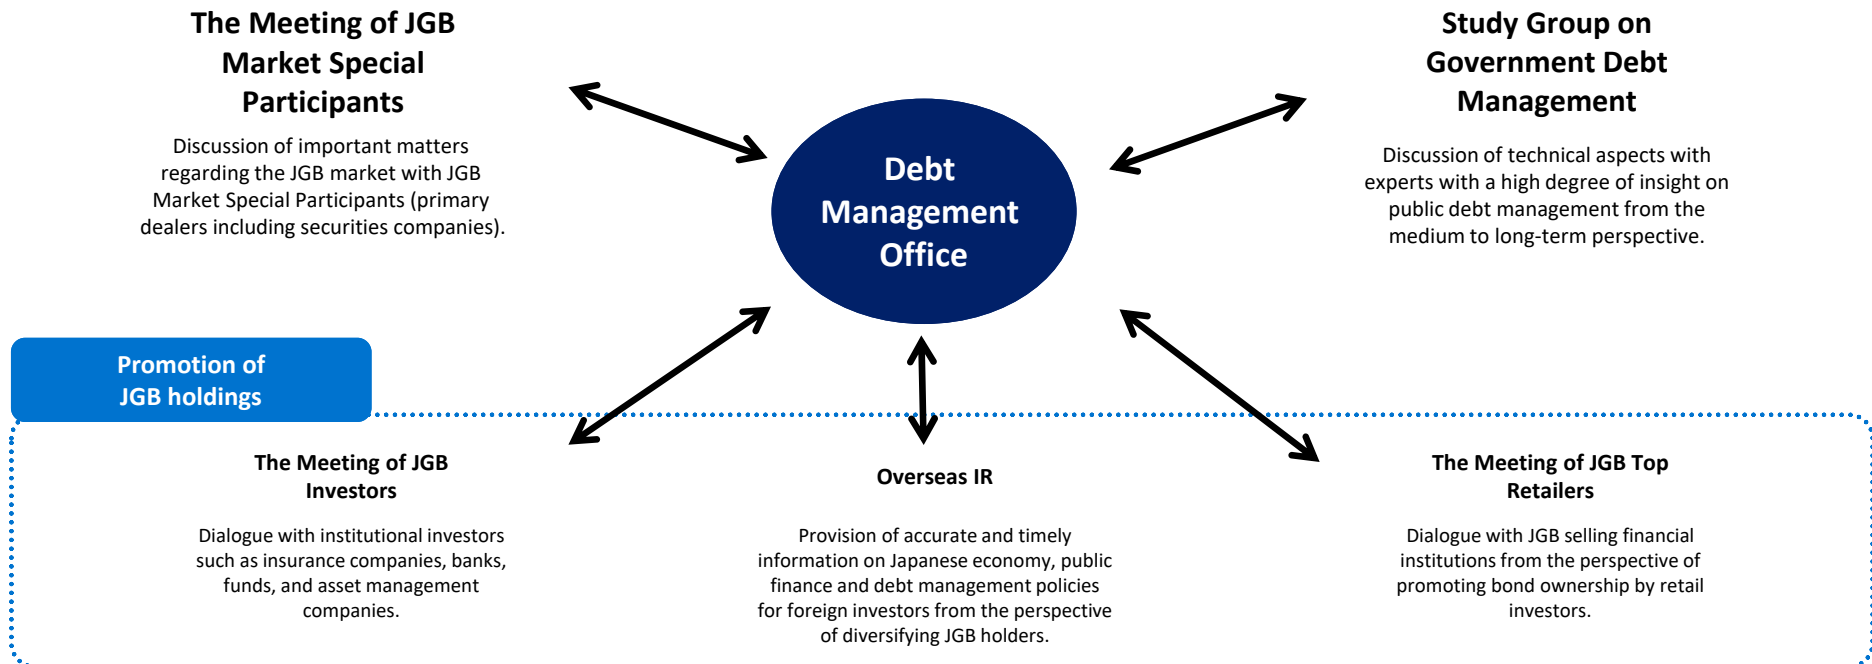 The Meeting of JGB
Market Special
Participants
Discussion of important matters
regarding the JGB market with JGB
Market Special Participants (primary
dealers including securities companies).
Study Group on
Government Debt
Management
Discussion of technical aspects with
experts with a high degree of insight on
public debt management from the
medium to long-term perspective.
Debt
Management
Office
Promotion of
JGB holdings
The Meeting of JGB
Investors
Dialogue with institutional investors
such as insurance companies, banks,
funds, and asset management
companies.
Overseas IR
Provision of accurate and timely
information on Japanese economy, public
finance and debt management policies
for foreign investors from the perspective
of diversifying JGB holders.
The Meeting of JGB Top
Retailers
Dialogue with JGB selling financial
institutions from the perspective of
promoting bond ownership by retail
investors.